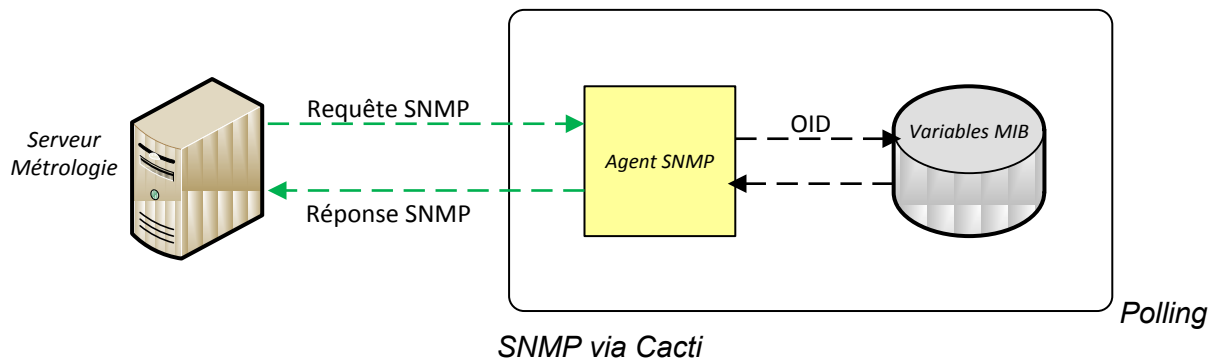 Serveur
Métrologie
Requête SNMP
Réponse SNMP
Agent SNMP
OID
Variables MIB
Polling
SNMP via Cacti